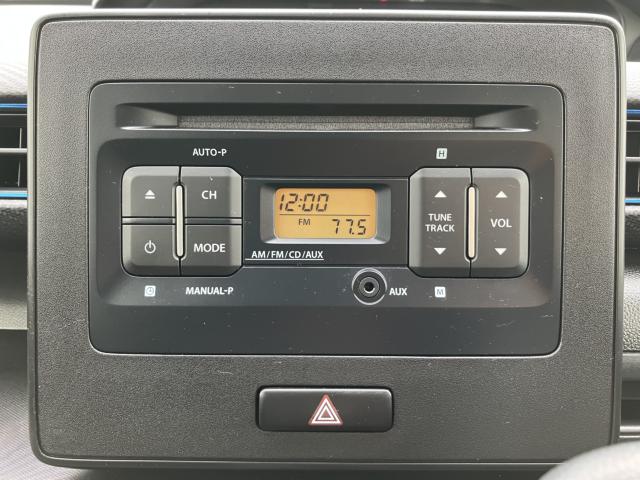 AUTO-P
H
CH
12:00
FM 77.5
TUNE
TRACK
VOL
MODE
AM/FM/CD/AUX
MANUAL-P
AUX
M